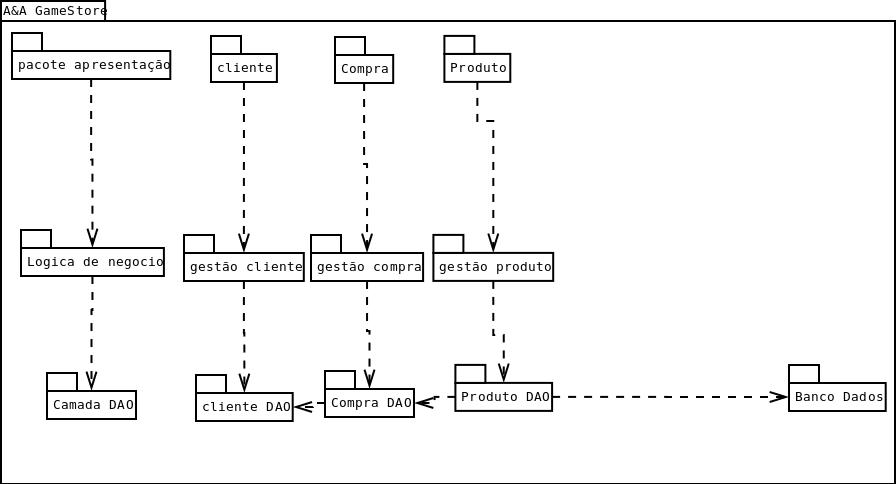 A&A GameStore
pacote apresentação
cliente
Compra
Produto
Logica de negocio
gestão cliente
gestão compra
gestão produto
Camada DAO
cliente DAO
Compra DAO
Produto DAO
Banco Dados